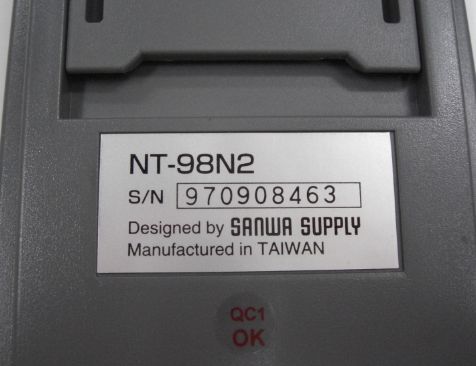 NT-98N2
S/N 970908463
Designed by SANWA SUPPLY
Manufactured in TAIWAN
QC1
OK